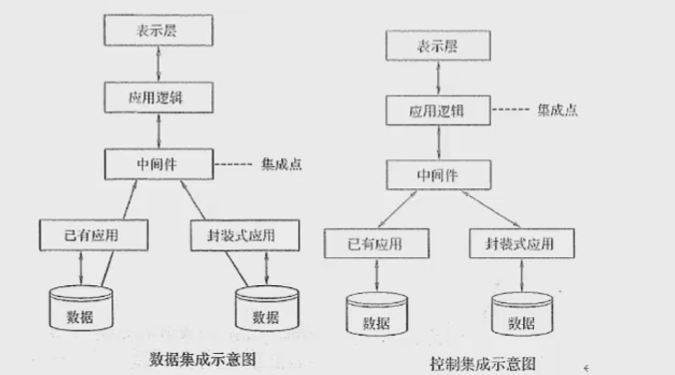 表示层
应用逻辑
中间件
集成点
已有应用
封装式应用
数据
数据
数据集成示意图
表示层
应用逻辑
集成点
中间件
已有应用
封装式应用
数据
数据
控制集成示意图